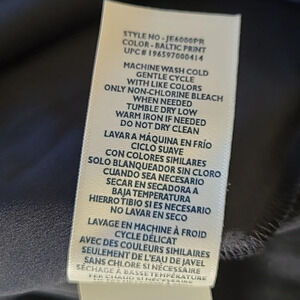 STYLE NO - JE6000PR
COLOR - BALTIC PRINT
UPC # 196597000414
MACHINE WASH COLD
GENTLE CYCLE
WITH LIKE COLORS
ONLY NON-CHLORINE BLEACH
WHEN NEEDED
TUMBLE DRY LOW
WARM IRON IF NEEDED
DO NOT DRY CLEAN
LAVAR A MÁQUINA EN FRÍO
CICLO SUAVE
CON COLORES SIMILARES
SOLO BLANQUEADOR SIN CLORO
CUANDO SEA NECESARIO
SECAR EN SECADORA A
BAJA TEMPERATURA
HIERRO TIBIO SI ES NECESARIO
NO LAVAR EN SECO
LAVAGE EN MACHINE À FROID
CYCLE DÉLICAT
AVEC DES COULEURS SIMILAIRES
SEULEMENT DE L'EAU DE JAVEL
SANS CHLORE SI NÉCESSAIRE
SÉCHAGE À BASSE TEMPÉRATURE